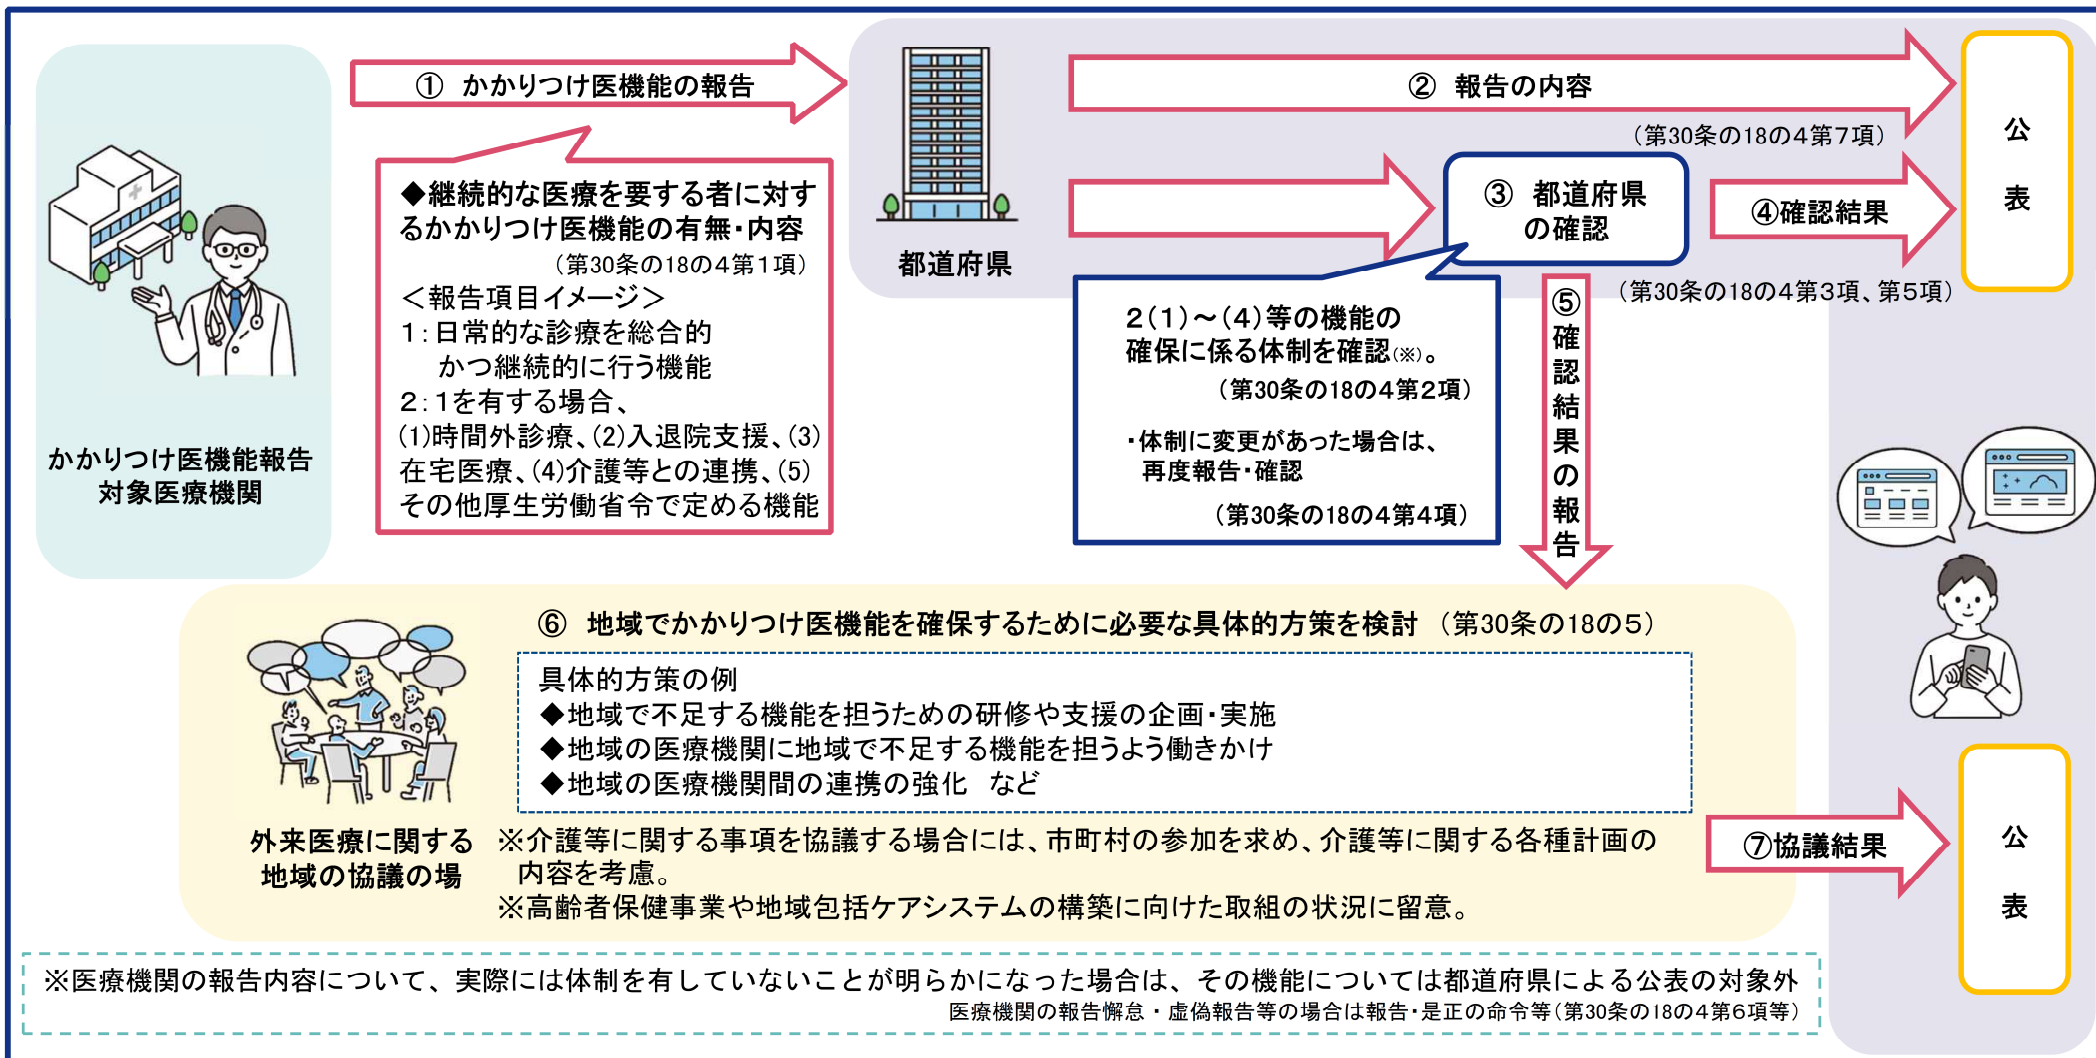 ① かかりつけ医機能の報告
② 報告の内容
(第30条の18の4第7項)
公
表
かかりつけ医機能報告
対象医療機関
◆継続的な医療を要する者に対す
るかかりつけ医機能の有無・内容
(第30条の18の4第1項)
＜報告項目イメージ＞
1:日常的な診療を総合的
かつ継続的に行う機能
2:1を有する場合、
(1)時間外診療、(2)入退院支援、(3)
在宅医療、(4)介護等との連携、(5)
その他厚生労働省令で定める機能
都道府県
③ 都道府県
の確認
④確認結果
(第30条の18の4第3項、第5項)
2(1)～(4)等の機能の
確保に係る体制を確認(※)。
(第30条の18の4第2項)
・体制に変更があった場合は、
再度報告・確認
(第30条の18の4第4項)
⑤確認結果の報告
⑥ 地域でかかりつけ医機能を確保するために必要な具体的方策を検討 (第30条の18の5)
具体的方策の例
◆地域で不足する機能を担うための研修や支援の企画・実施
◆地域の医療機関に地域で不足する機能を担うよう働きかけ
◆地域の医療機関間の連携の強化 など
外来医療に関する
地域の協議の場
※介護等に関する事項を協議する場合には、市町村の参加を求め、介護等に関する各種計画の
内容を考慮。
※高齢者保健事業や地域包括ケアシステムの構築に向けた取組の状況に留意。
⑦協議結果
公
表
※医療機関の報告内容について、実際には体制を有していないことが明らかになった場合は、その機能については都道府県による公表の対象外
医療機関の報告懈怠・虚偽報告等の場合は報告・是正の命令等(第30条の18の4第6項等)